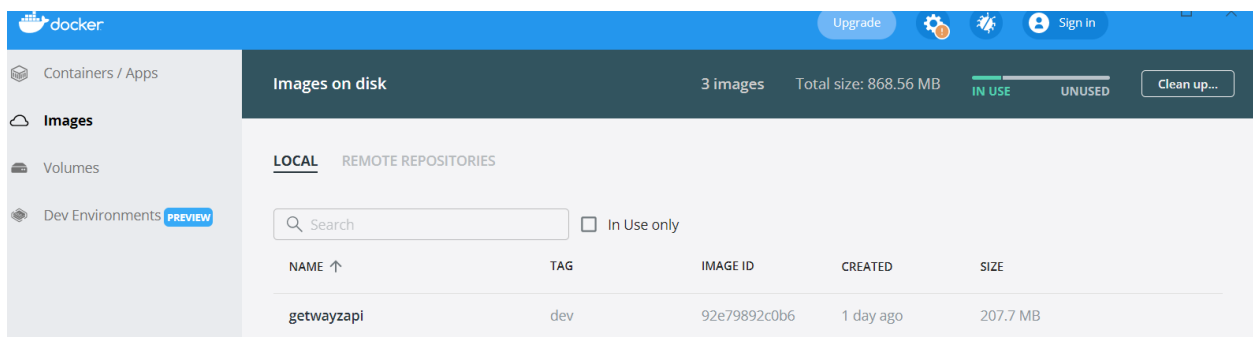 docker
Upgrade
Sign in
Containers / Apps
Images
Volumes
Dev Environments PREVIEW
Images on disk
3 images
Total size: 868.56 MB
IN USE
UNUSED
Clean up...
LOCAL
REMOTE REPOSITORIES
Search
In Use only
NAME
TAG
IMAGE ID
CREATED
SIZE
getwayzapi
dev
92e79892c0b6
1 day ago
207.7 MB